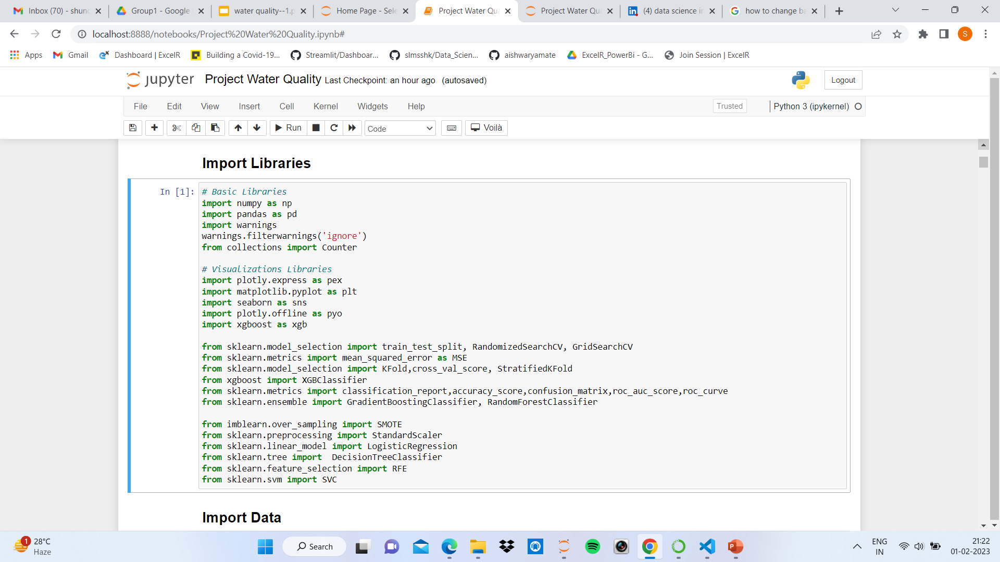 Inbox (70) - shun
Group1 - Google
water quality--1.p
Home Page - Sele
Project Water Qua
Project Water Qua
(4) data science in
how to change ba
localhost:8888/notebooks/Project%20Water%20Quality.ipynb#
S
Apps
Gmail
Dashboard | ExcelR
Building a Covid-19...
Streamlit/Dashboar...
slmsshk/Data_Scien...
aishwaryamate
ExcelR_PowerBi - G...
Join Session | ExcelR
jupyter Project Water Quality Last Checkpoint: an hour ago (autosaved)
Logout
File Edit View Insert Cell Kernel Widgets Help
Trusted
Python 3 (ipykernel)
Run
Code
Voilà
Import Libraries
In [1]:
# Basic Libraries
import numpy as np
import pandas as pd
import warnings
warnings.filterwarnings('ignore')
from collections import Counter
# Visualizations Libraries
import plotly.express as pex
import matplotlib.pyplot as plt
import seaborn as sns
import plotly.offline as pyo
import xgboost as xgb
from sklearn.model_selection import train_test_split, RandomizedSearchCV, GridSearchCV
from sklearn.metrics import mean_squared_error as MSE
from sklearn.model_selection import KFold,cross_val_score, StratifiedKFold
from xgboost import XGBClassifier
from sklearn.metrics import classification_report,accuracy_score,confusion_matrix,roc_auc_score,roc_curve
from sklearn.ensemble import GradientBoostingClassifier, RandomForestClassifier
from imblearn.over_sampling import SMOTE
from sklearn.preprocessing import StandardScaler
from sklearn.linear_model import LogisticRegression
from sklearn.tree import  DecisionTreeClassifier
from sklearn.feature_selection import RFE
from sklearn.svm import SVC
Import Data
1
28°C
Haze
Search
ENG
IN
21:22
01-02-2023